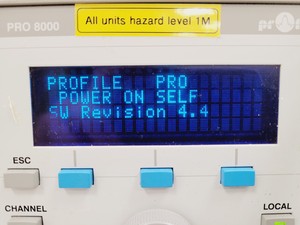 PRO 8000
All units hazard level 1M
PROFILE PRO
POWER ON SELF
SW Revision 4.4
ESC
CHANNEL
LOCAL